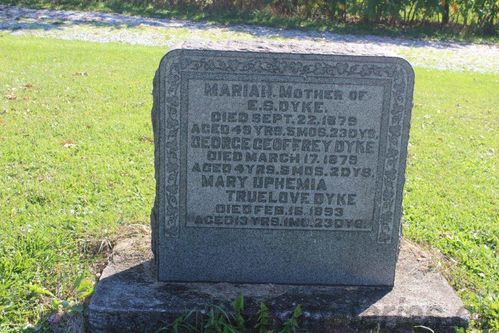 MARIAH. MOTHER OF
E.S. DYKE.
DIED SEPT. 22, 1879
AGED 49 YRS. 5 MOS. 23 DYS.
GEORGE GEOFFREY DYKE
DIED MARCH 17, 1875
AGED 4 YRS. 5 MOS. 2 DYS.
MARY UPHEMIA
TRUELOVE DYKE
DIED FEB. 16, 1893
AGED 13 YRS. 1 MO. 23 DYS.